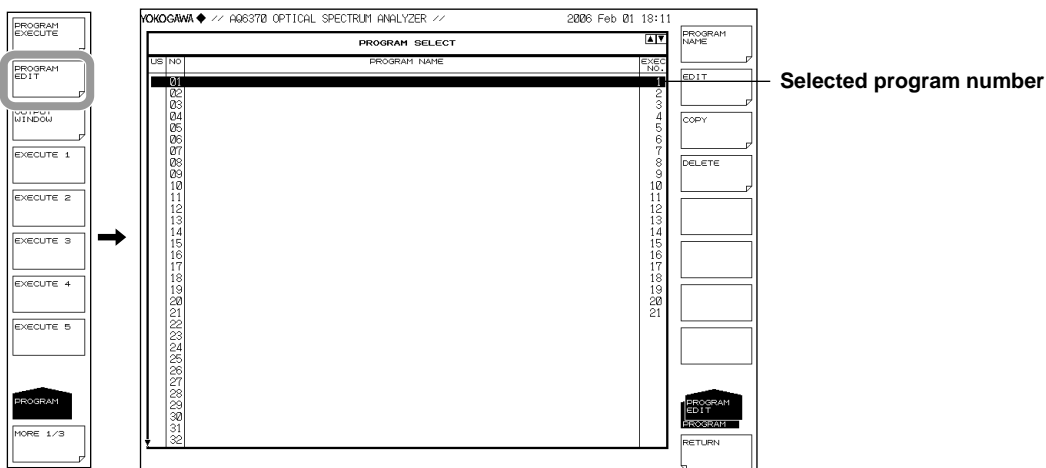 PROGRAM
EXECUTE
PROGRAM
EDIT
OUTPUT
WINDOW
EXECUTE 1
EXECUTE 2
EXECUTE 3
EXECUTE 4
EXECUTE 5
PROGRAM
MORE 1/3
YOKOGAWA ◆ // AQ6370 OPTICAL SPECTRUM ANALYZER // 2006 Feb 01 18:11
PROGRAM SELECT ▲▼
US NO PROGRAM NAME EXEC NO.
01 1
02 2
03 3
04 4
05 5
06 6
07 7
08 8
09 9
10 10
11 11
12 12
13 13
14 14
15 15
16 16
17 17
18 18
19 19
20 20
21 21
22
23
24
25
26
27
28
29
30
31
32
PROGRAM
NAME
EDIT
COPY
DELETE
PROGRAM
EDIT
PROGRAM
RETURN
Selected program number